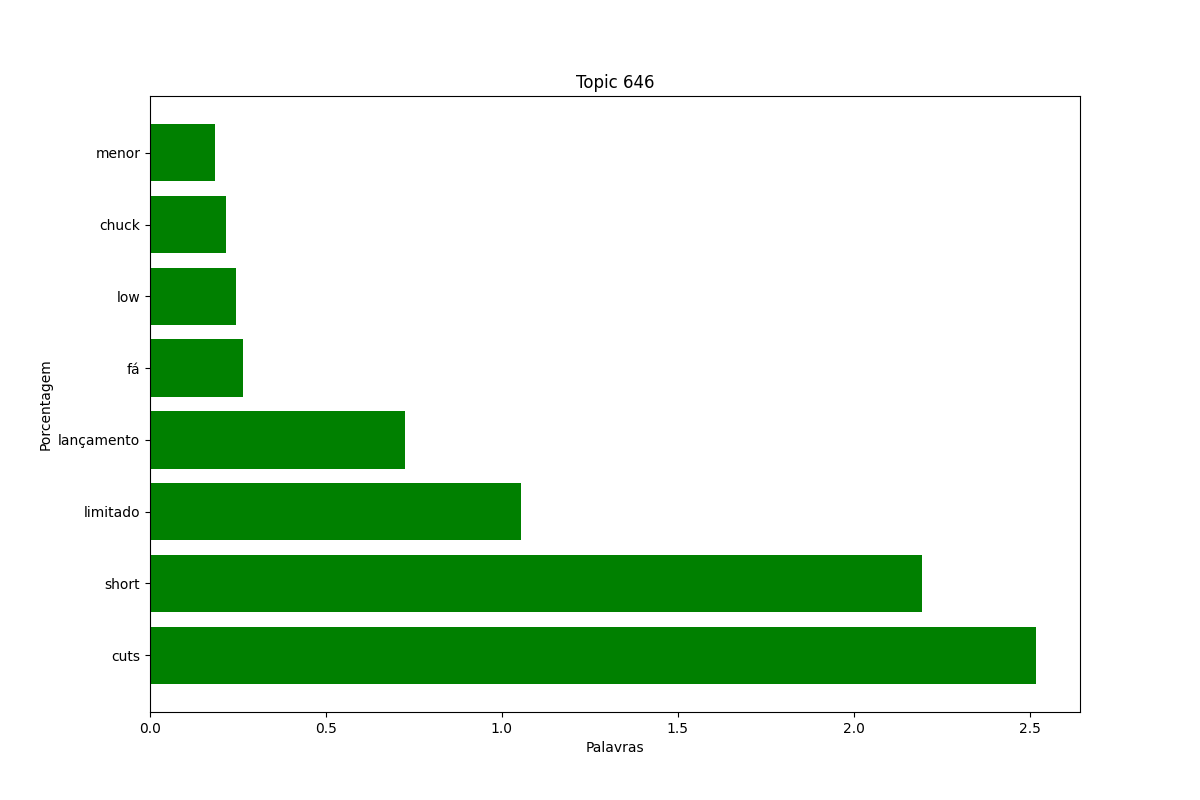 Topic 646
menor
chuck
low
fá
lançamento
limitado
short
cuts
Porcentagem
0.0 0.5 1.0 1.5 2.0 2.5
Palavras